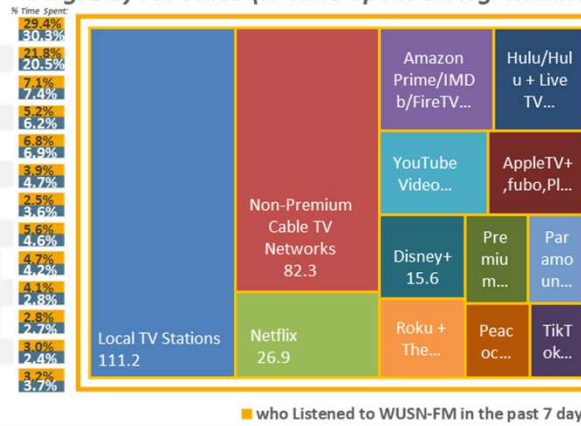 % Time Spent:
29.4%
30.3%
21.8%
20.5%
7.1%
7.4%
5.2%
6.2%
6.8%
6.9%
3.9%
4.7%
2.5%
3.6%
5.6%
4.6%
4.7%
4.2%
4.1%
2.8%
2.8%
2.7%
3.0%
2.4%
3.2%
3.7%
Local TV Stations
111.2
Non-Premium
Cable TV
Networks
82.3
Netflix
26.9
Amazon
Prime/IMD
b/FireTV...
Hulu/Hul
u + Live
TV...
YouTube
Video...
AppleTV+
,fubo,Pl...
Disney+
15.6
Pre
miu
m...
Par
amo
un...
Roku +
The...
Peac
oc...
TikT
ok...
who Listened to WUSN-FM in the past 7 day